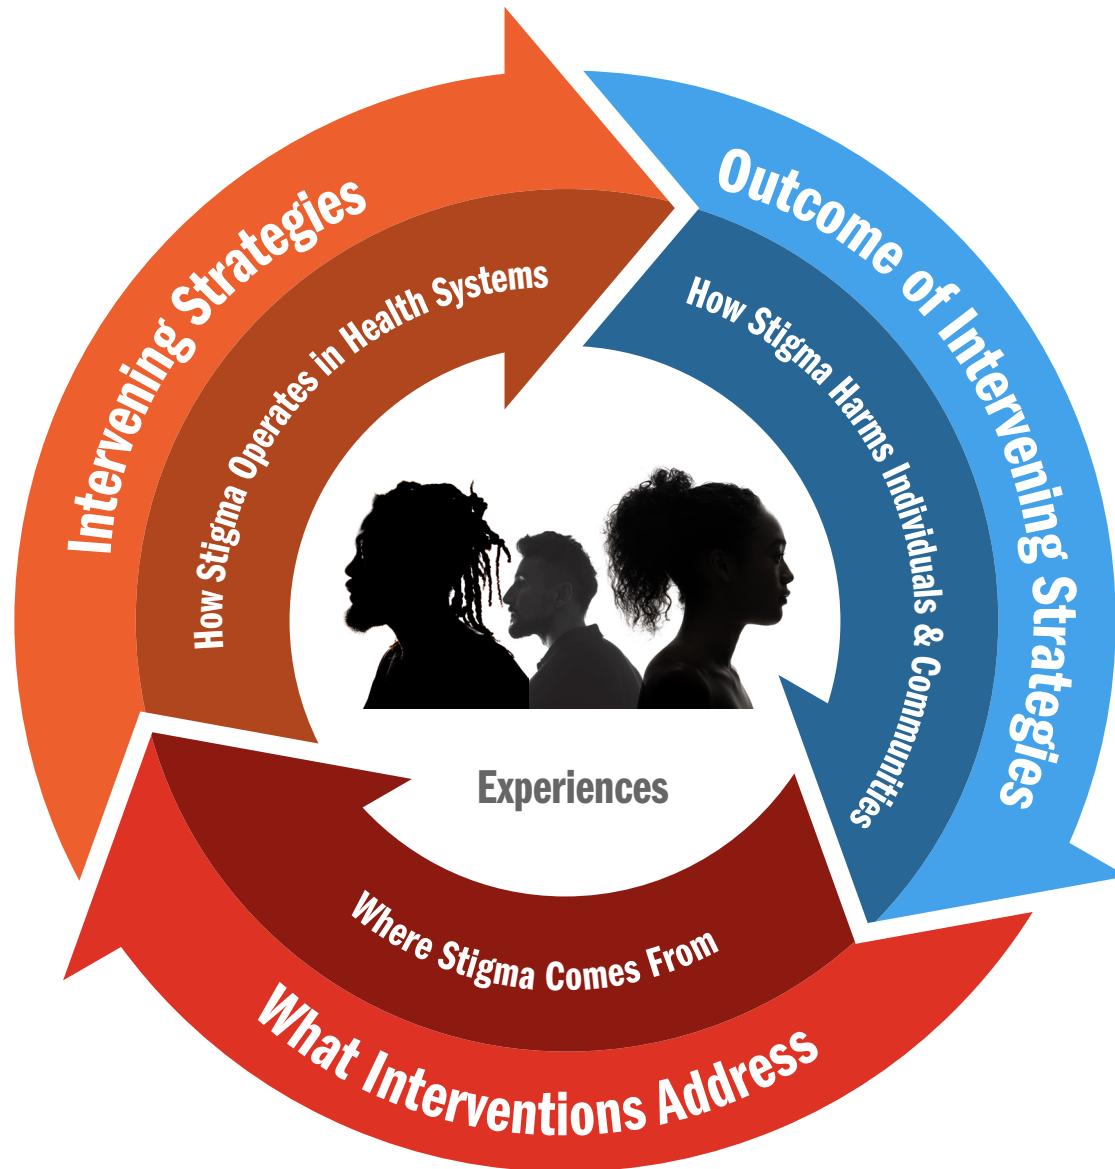 Intervening Strategies
How Stigma Operates in Health Systems
Outcome of Intervening Strategies
How Stigma Harms Individuals & Communities
Experiences
Where Stigma Comes From
What Interventions Address